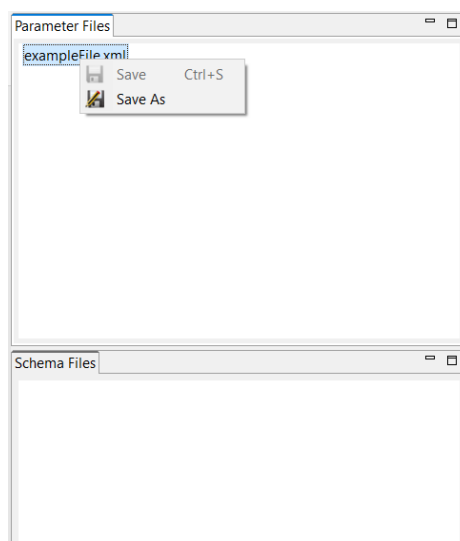 Parameter Files
exampleFile.xml
Save Ctrl+S
Save As
Schema Files